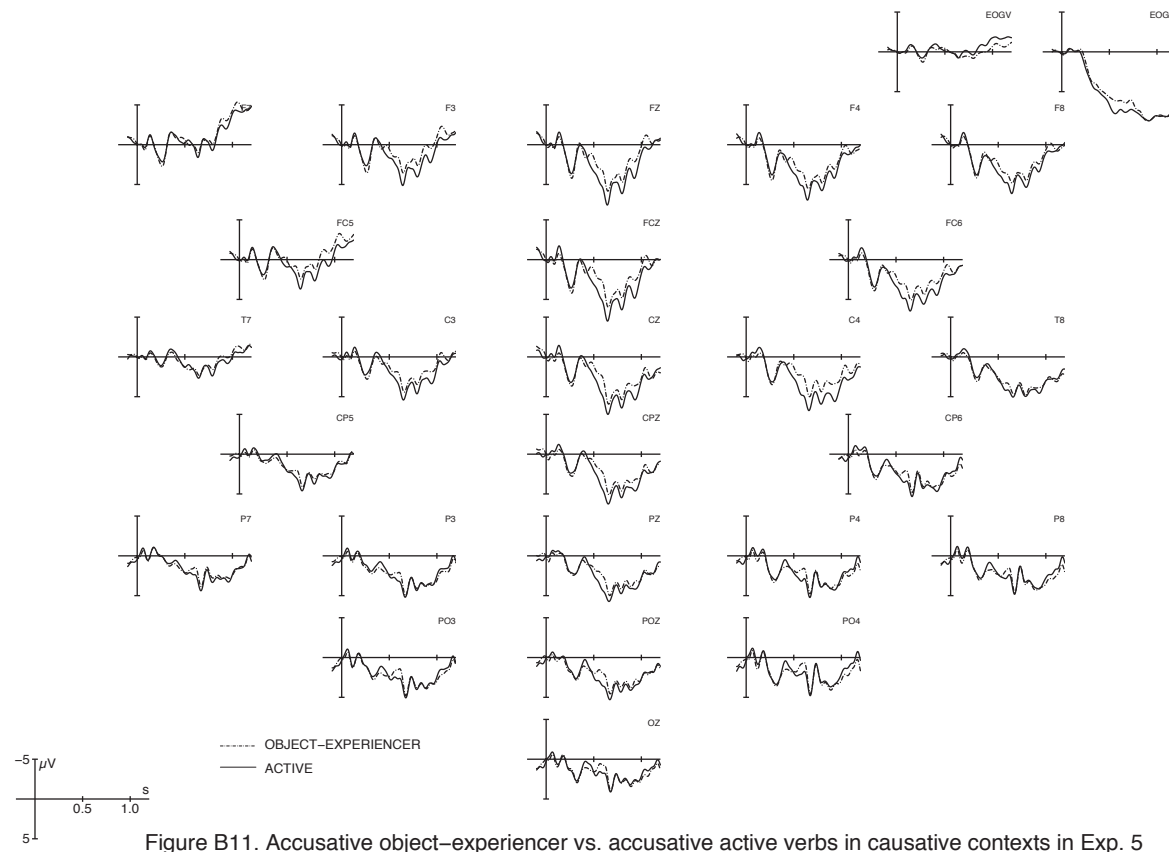 EOGV EOG
F3 FZ F4 F8
FC5 FCZ FC6
T7 C3 CZ C4 T8
CP5 CPZ CP6
P7 P3 PZ P4 P8
PO3 POZ PO4
OZ
OBJECT−EXPERIENCER
ACTIVE
−5
µV
s
0.5 1.0
5
Figure B11. Accusative object−experiencer vs. accusative active verbs in causative contexts in Exp. 5